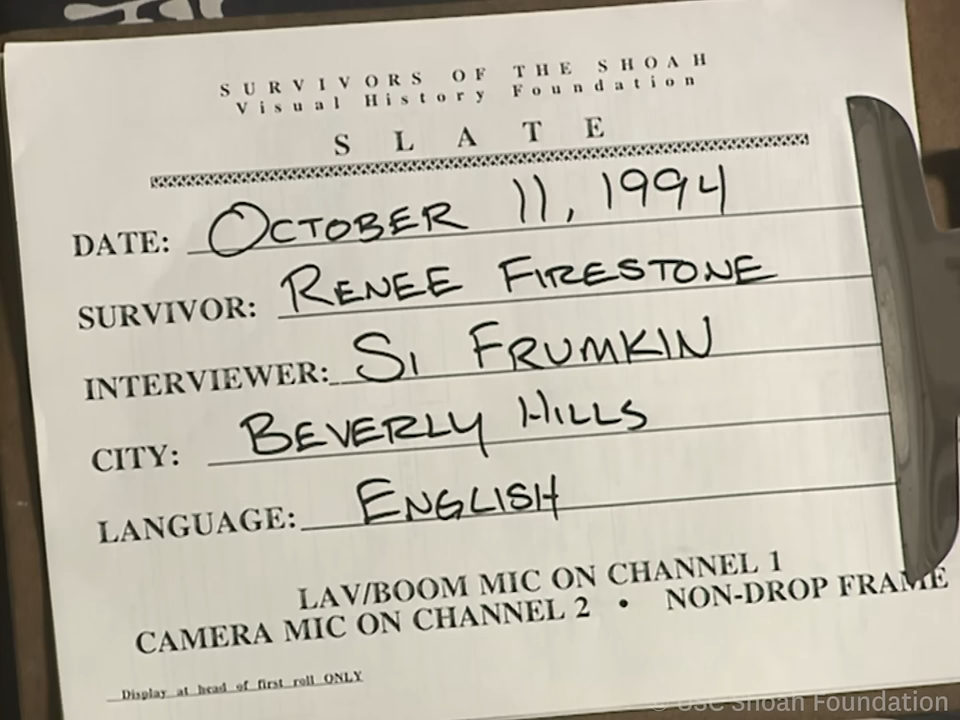 SURVIVORS OF THE SHOAH
Visual History Foundation
SLATE
DATE: OCTOBER 11, 1994
SURVIVOR: RENEE FIRESTONE
INTERVIEWER: SI FRUMKIN
CITY: BEVERLY HILLS
LANGUAGE: ENGLISH
LAV/BOOM MIC ON CHANNEL 1
CAMERA MIC ON CHANNEL 2 • NON-DROP FRAME
Display at head of first roll ONLY
© USC Shoah Foundation